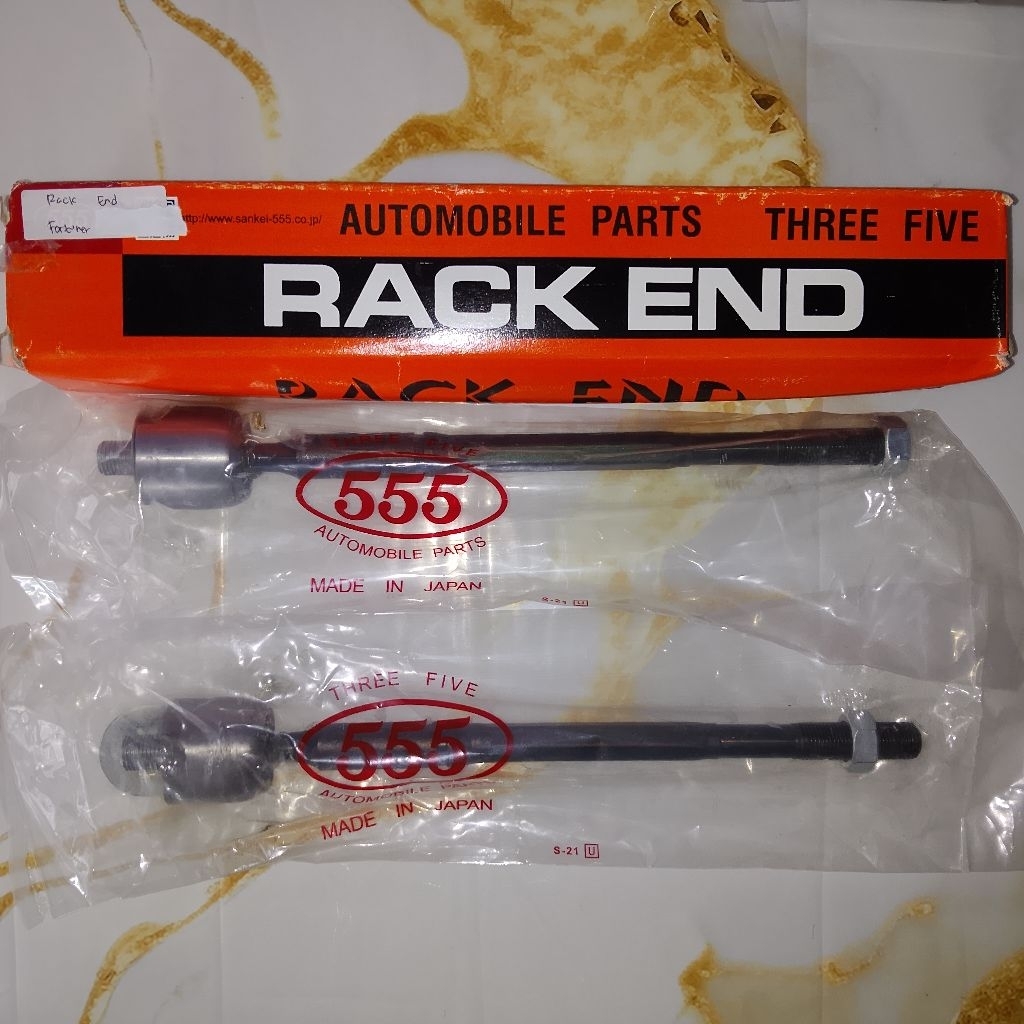 Rack End
Fortuner
http://www.sankei-555.co.jp/
AUTOMOBILE PARTS THREE FIVE
RACK END
RACK END
THREE FIVE
555
AUTOMOBILE PARTS
MADE IN JAPAN
S-21 U
THREE FIVE
555
AUTOMOBILE PARTS
MADE IN JAPAN
S-21 U